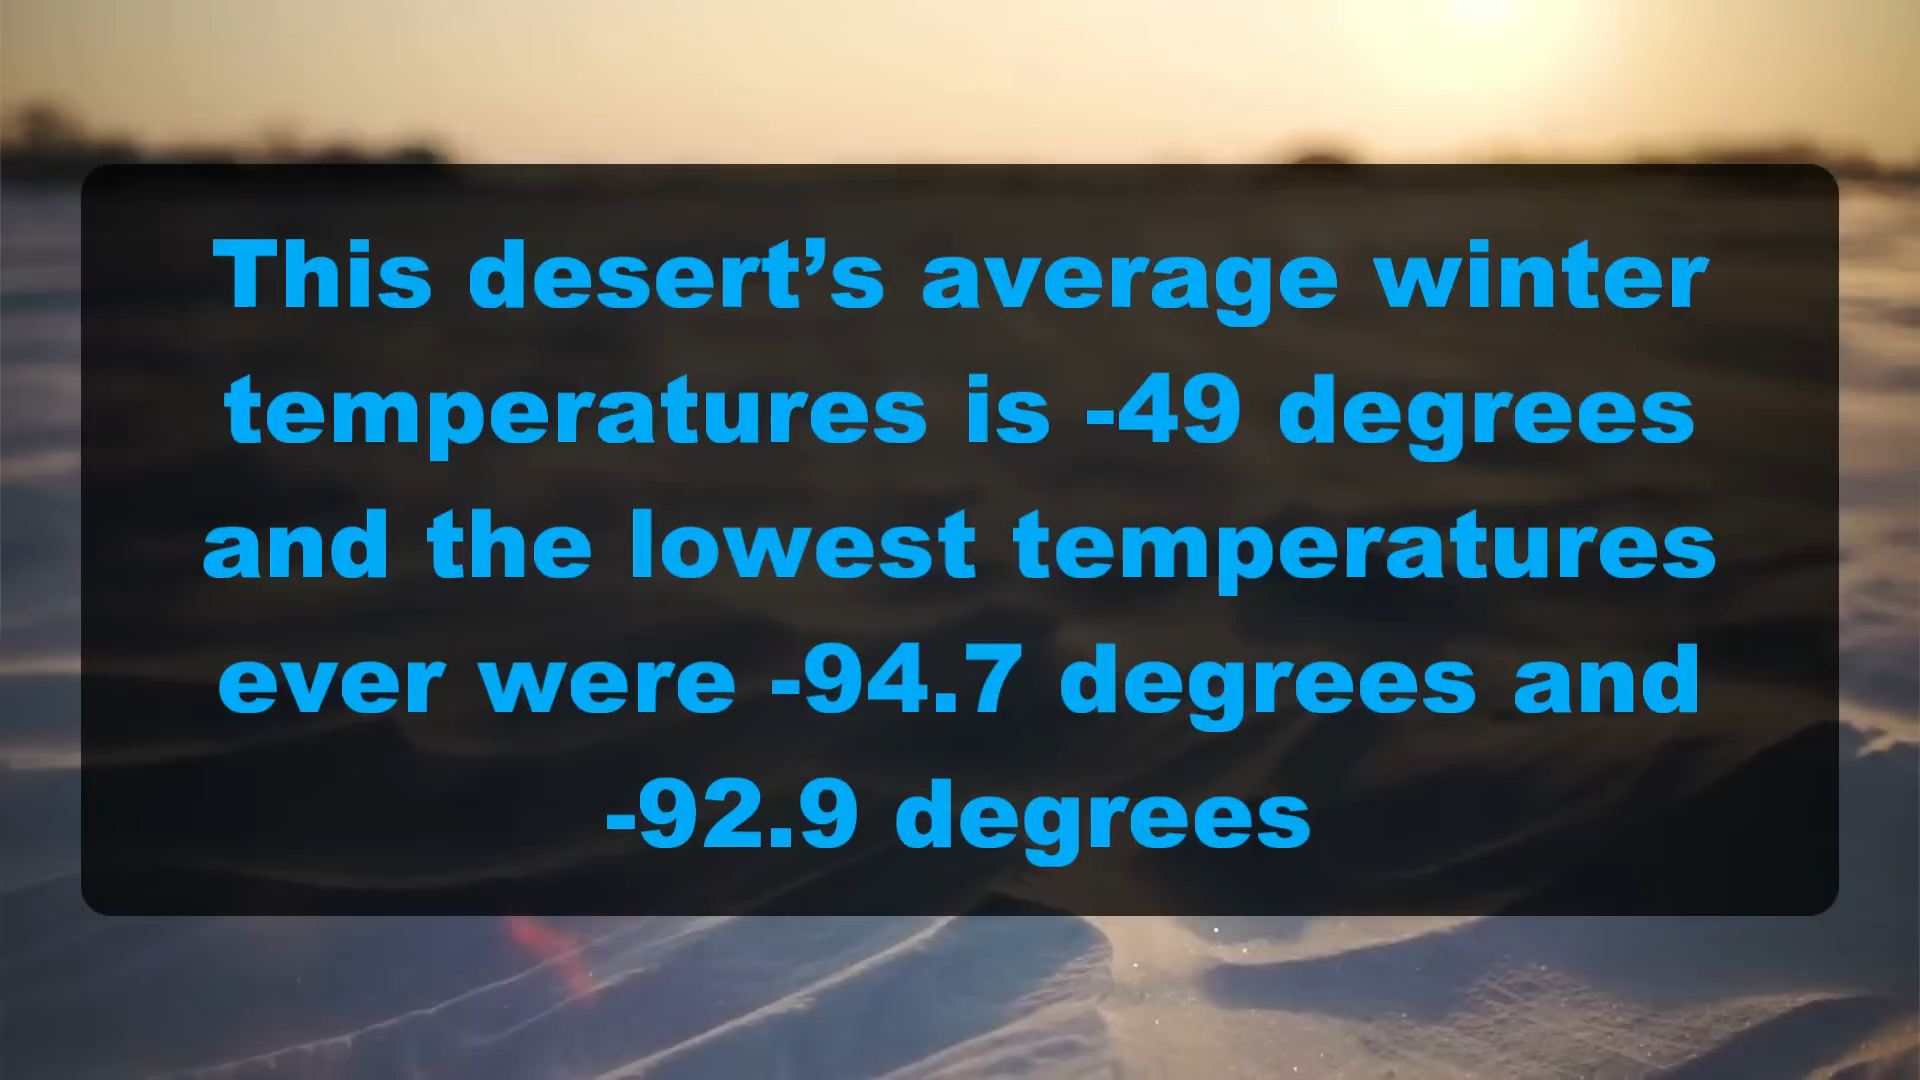 This desert’s average winter
temperatures is -49 degrees
and the lowest temperatures
ever were -94.7 degrees and
-92.9 degrees